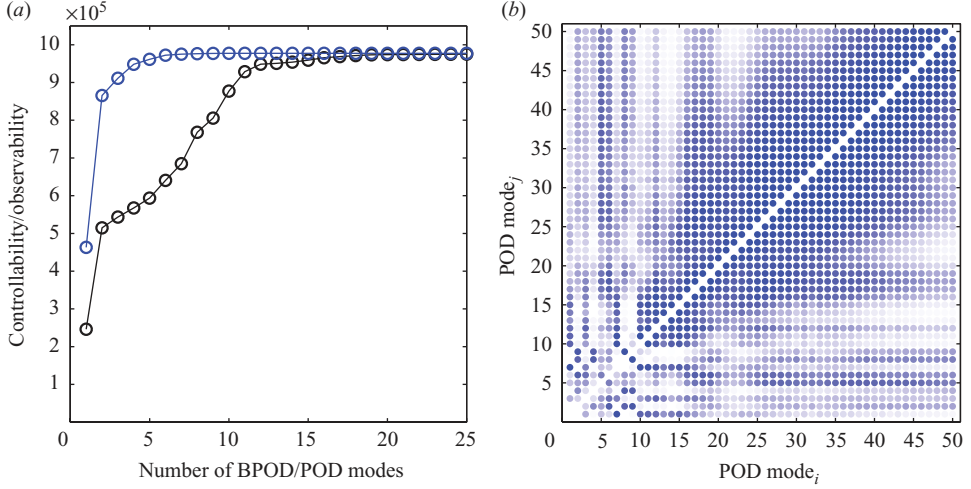 (a)
×10⁵
10
9
8
7
6
5
4
3
2
1
0 5 10 15 20 25
Controllability/observability
Number of BPOD/POD modes
(b)
50
45
40
35
30
25
20
15
10
5
0 5 10 15 20 25 30 35 40 45 50
POD mode_j
POD mode_i